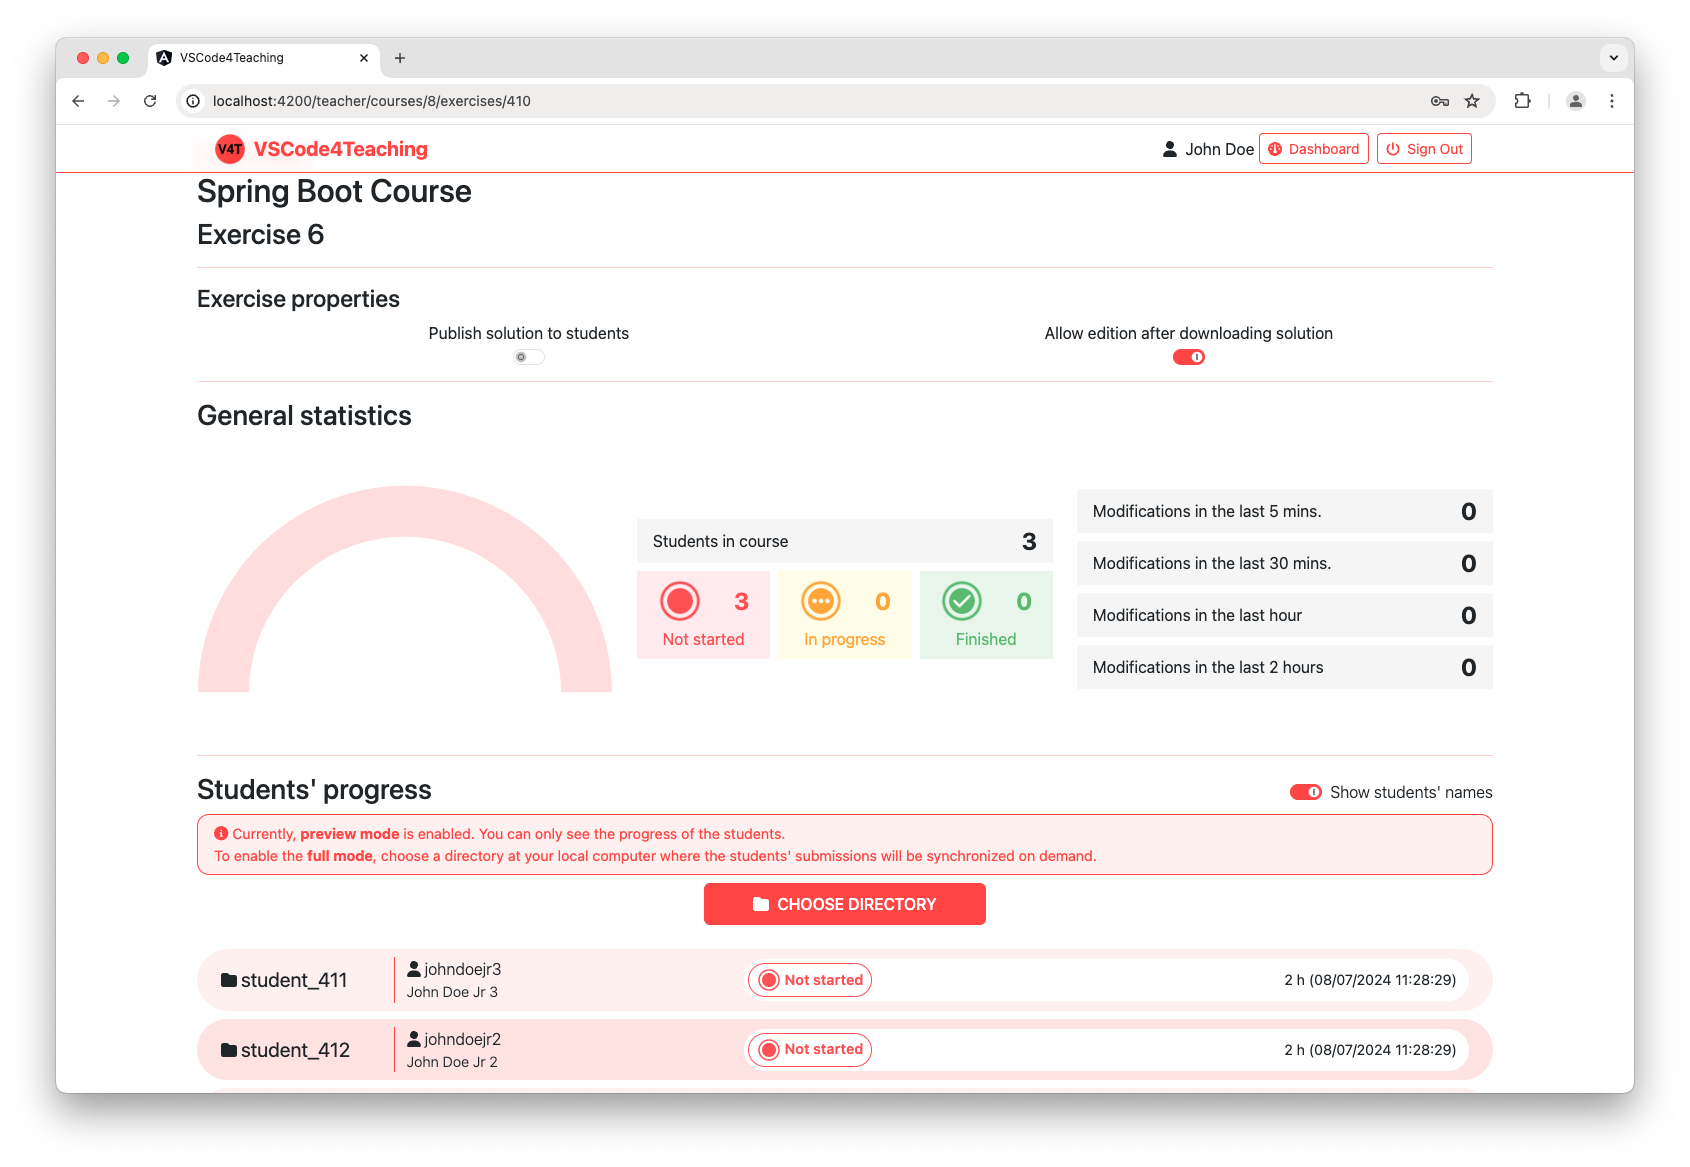 VSCode4Teaching
localhost:4200/teacher/courses/8/exercises/410
V4T VSCode4Teaching
John Doe
Dashboard
Sign Out
Spring Boot Course
Exercise 6
Exercise properties
Publish solution to students
Allow edition after downloading solution
General statistics
Students in course 3
3
Not started
0
In progress
0
Finished
Modifications in the last 5 mins. 0
Modifications in the last 30 mins. 0
Modifications in the last hour 0
Modifications in the last 2 hours 0
Students' progress
Show students' names
Currently, preview mode is enabled. You can only see the progress of the students.
To enable the full mode, choose a directory at your local computer where the students' submissions will be synchronized on demand.
CHOOSE DIRECTORY
student_411
johndoejr3
John Doe Jr 3
Not started
2 h (08/07/2024 11:28:29)
student_412
johndoejr2
John Doe Jr 2
Not started
2 h (08/07/2024 11:28:29)